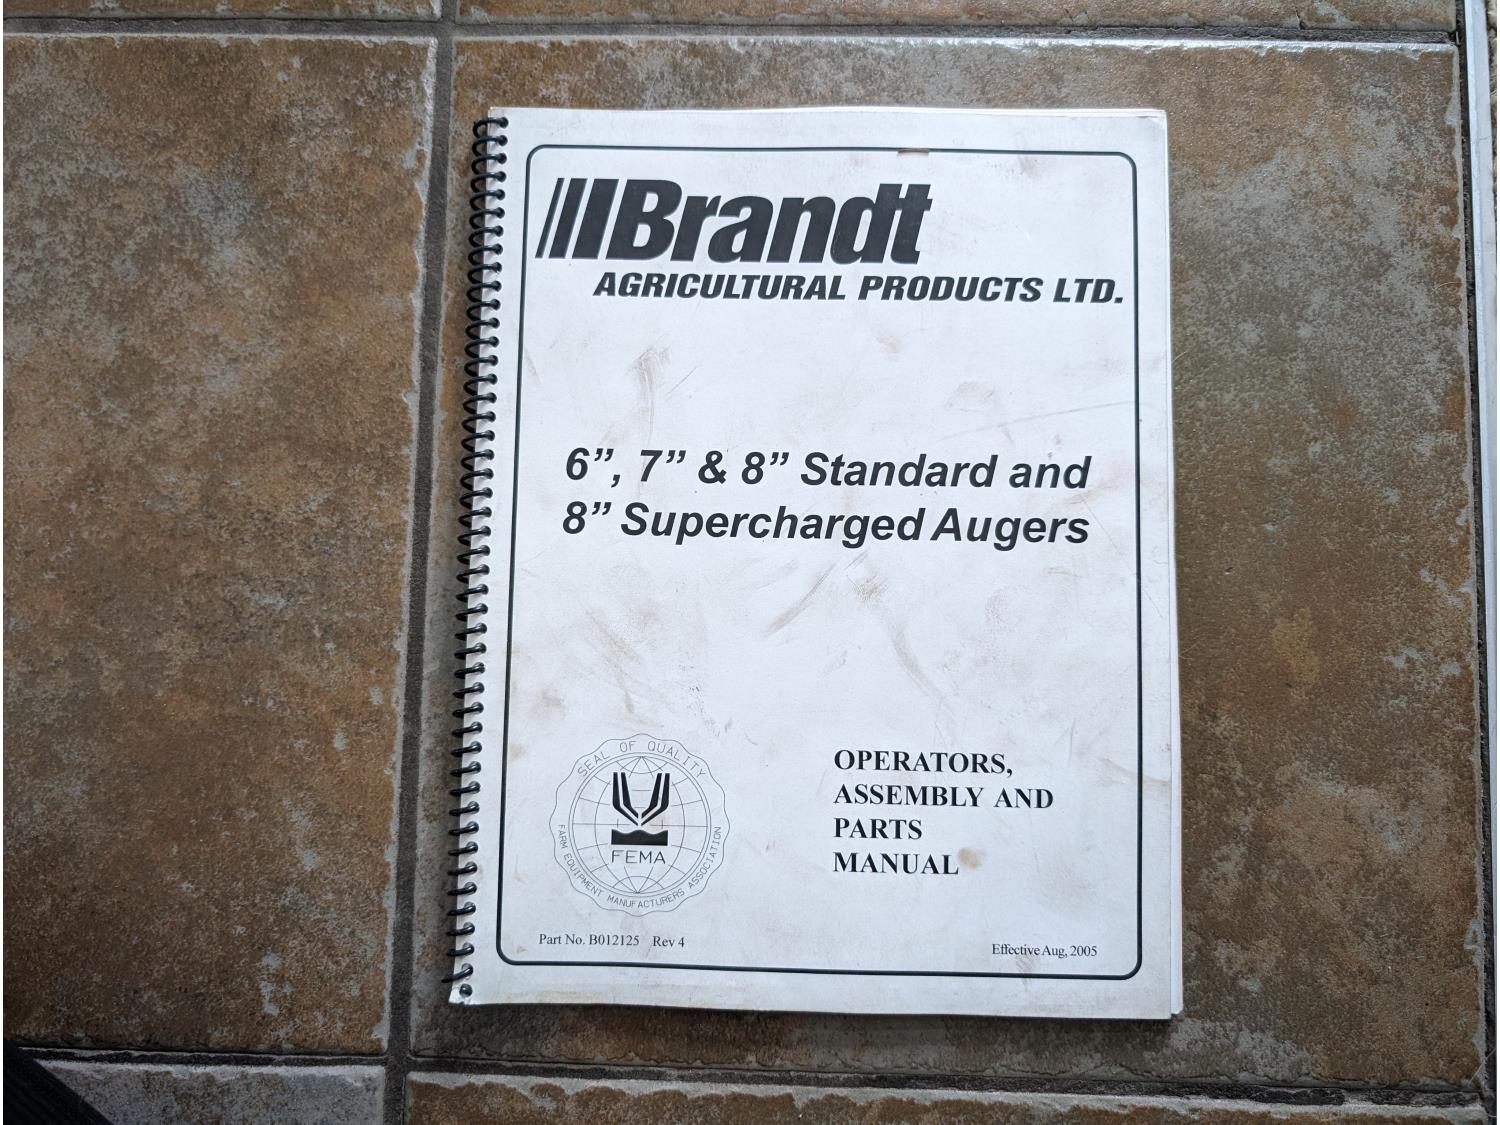 Brandt
AGRICULTURAL PRODUCTS LTD.
6”, 7” & 8” Standard and
8” Supercharged Augers
SEAL OF QUALITY
FEMA
FARM EQUIPMENT MANUFACTURERS ASSOCIATION
OPERATORS,
ASSEMBLY AND
PARTS
MANUAL
Part No. B012125 Rev 4
Effective Aug, 2005